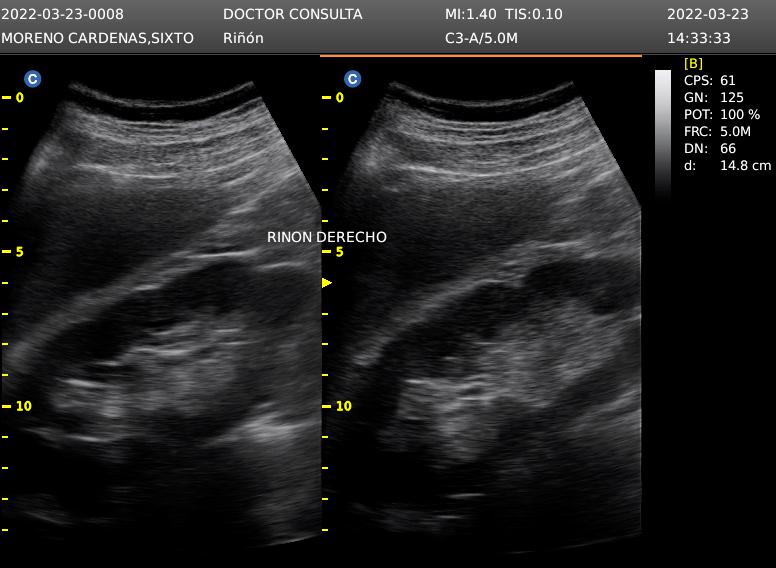 2022-03-23-0008 DOCTOR CONSULTA MI:1.40 TIS:0.10 2022-03-23
MORENO CARDENAS,SIXTO Riñón C3-A/5.0M 14:33:33
C C [B]
0 0 CPS: 61
GN: 125
POT: 100 %
FRC: 5.0M
DN: 66
d: 14.8 cm
RINON DERECHO
5 5
10 10